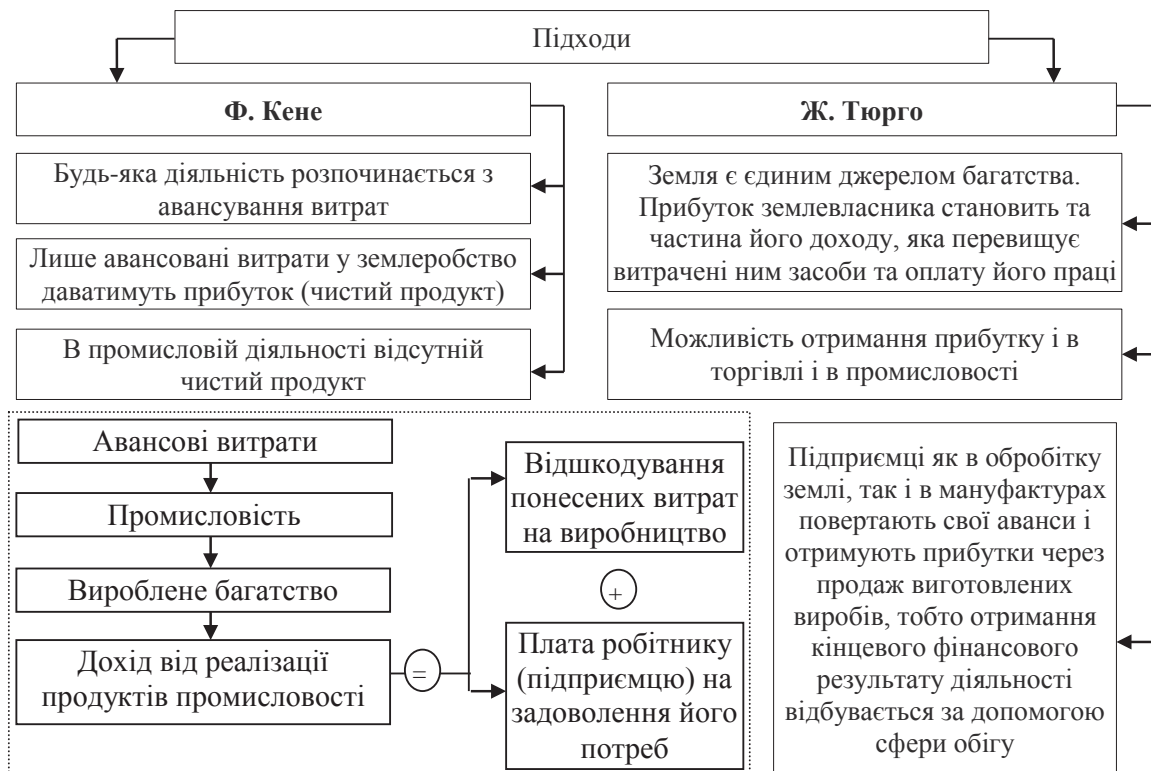 Підходи
Ф. Кене
Будь-яка діяльність розпочинається з
авансування витрат
Лише авансовані витрати у землеробство
даватимуть прибуток (чистий продукт)
В промисловій діяльності відсутній
чистий продукт
Ж. Тюрго
Земля є єдиним джерелом багатства.
Прибуток землевласника становить та
частина його доходу, яка перевищує
витрачені ним засоби та оплату його праці
Можливість отримання прибутку і в
торгівлі і в промисловості
Підприємці як в обробітку
землі, так і в мануфактурах
повертають свої аванси і
отримують прибутки через
продаж виготовлених
виробів, тобто отримання
кінцевого фінансового
результату діяльності
відбувається за допомогою
сфери обігу
Авансові витрати
Промисловість
Вироблене багатство
Дохід від реалізації
продуктів промисловості
=
Відшкодування
понесених витрат
на виробництво
+
Плата робітнику
(підприємцю) на
задоволення його
потреб